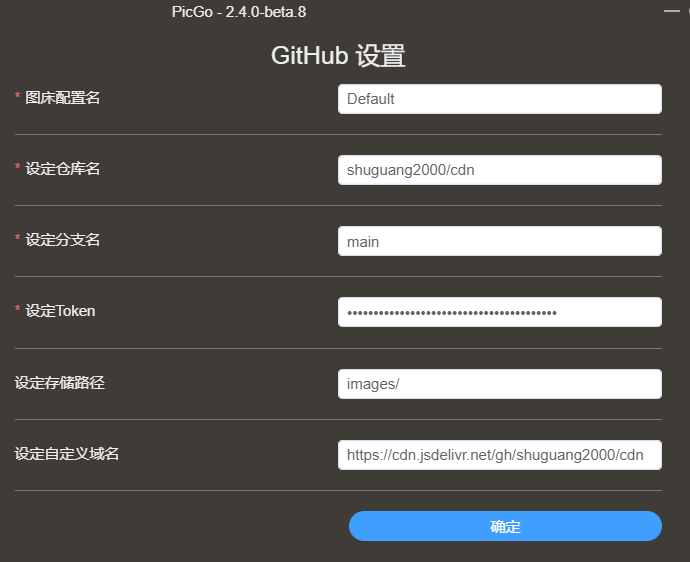 PicGo - 2.4.0-beta.8
GitHub 设置
* 图床配置名
Default
* 设定仓库名
shuguang2000/cdn
* 设定分支名
main
* 设定Token
••••••••••••••••••••••••••••••••••••••••
设定存储路径
images/
设定自定义域名
https://cdn.jsdelivr.net/gh/shuguang2000/cdn
确定